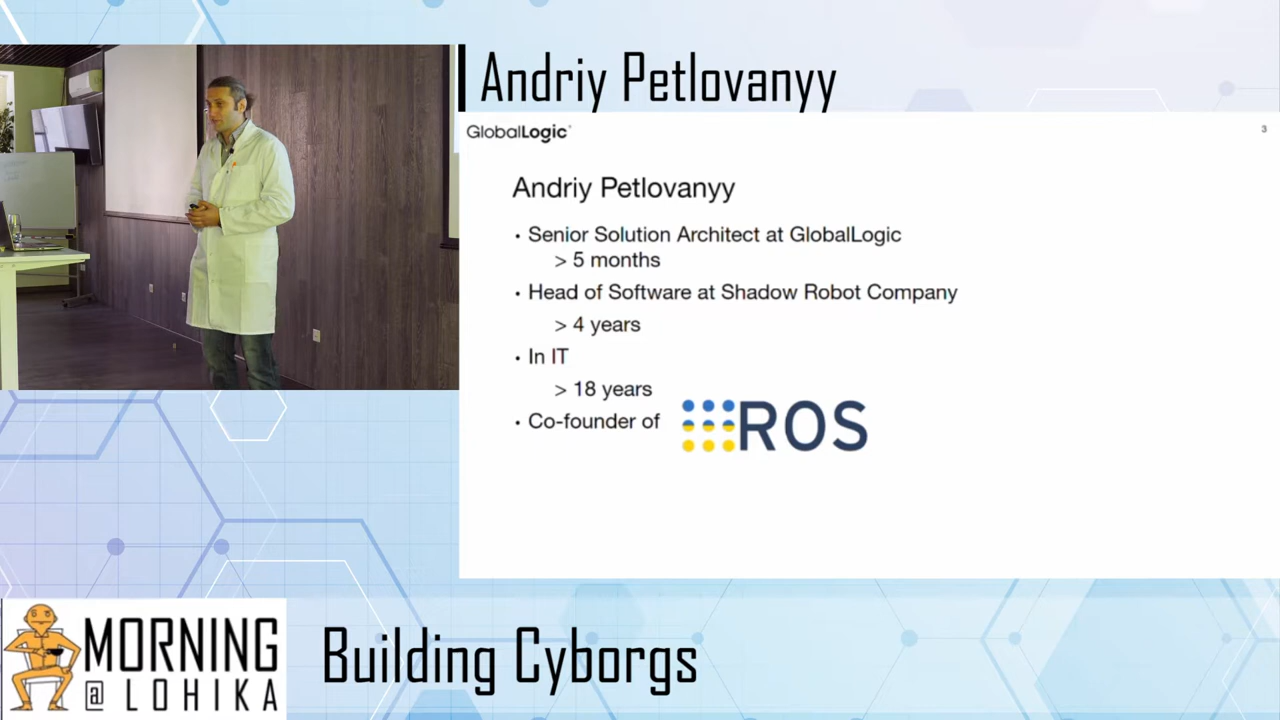 Andriy Petlovanyy
GlobalLogic
3
Andriy Petlovanyy
• Senior Solution Architect at GlobalLogic
> 5 months
• Head of Software at Shadow Robot Company
> 4 years
• In IT
> 18 years
• Co-founder of ROS
MORNING
@ LOHIKA
Building Cyborgs